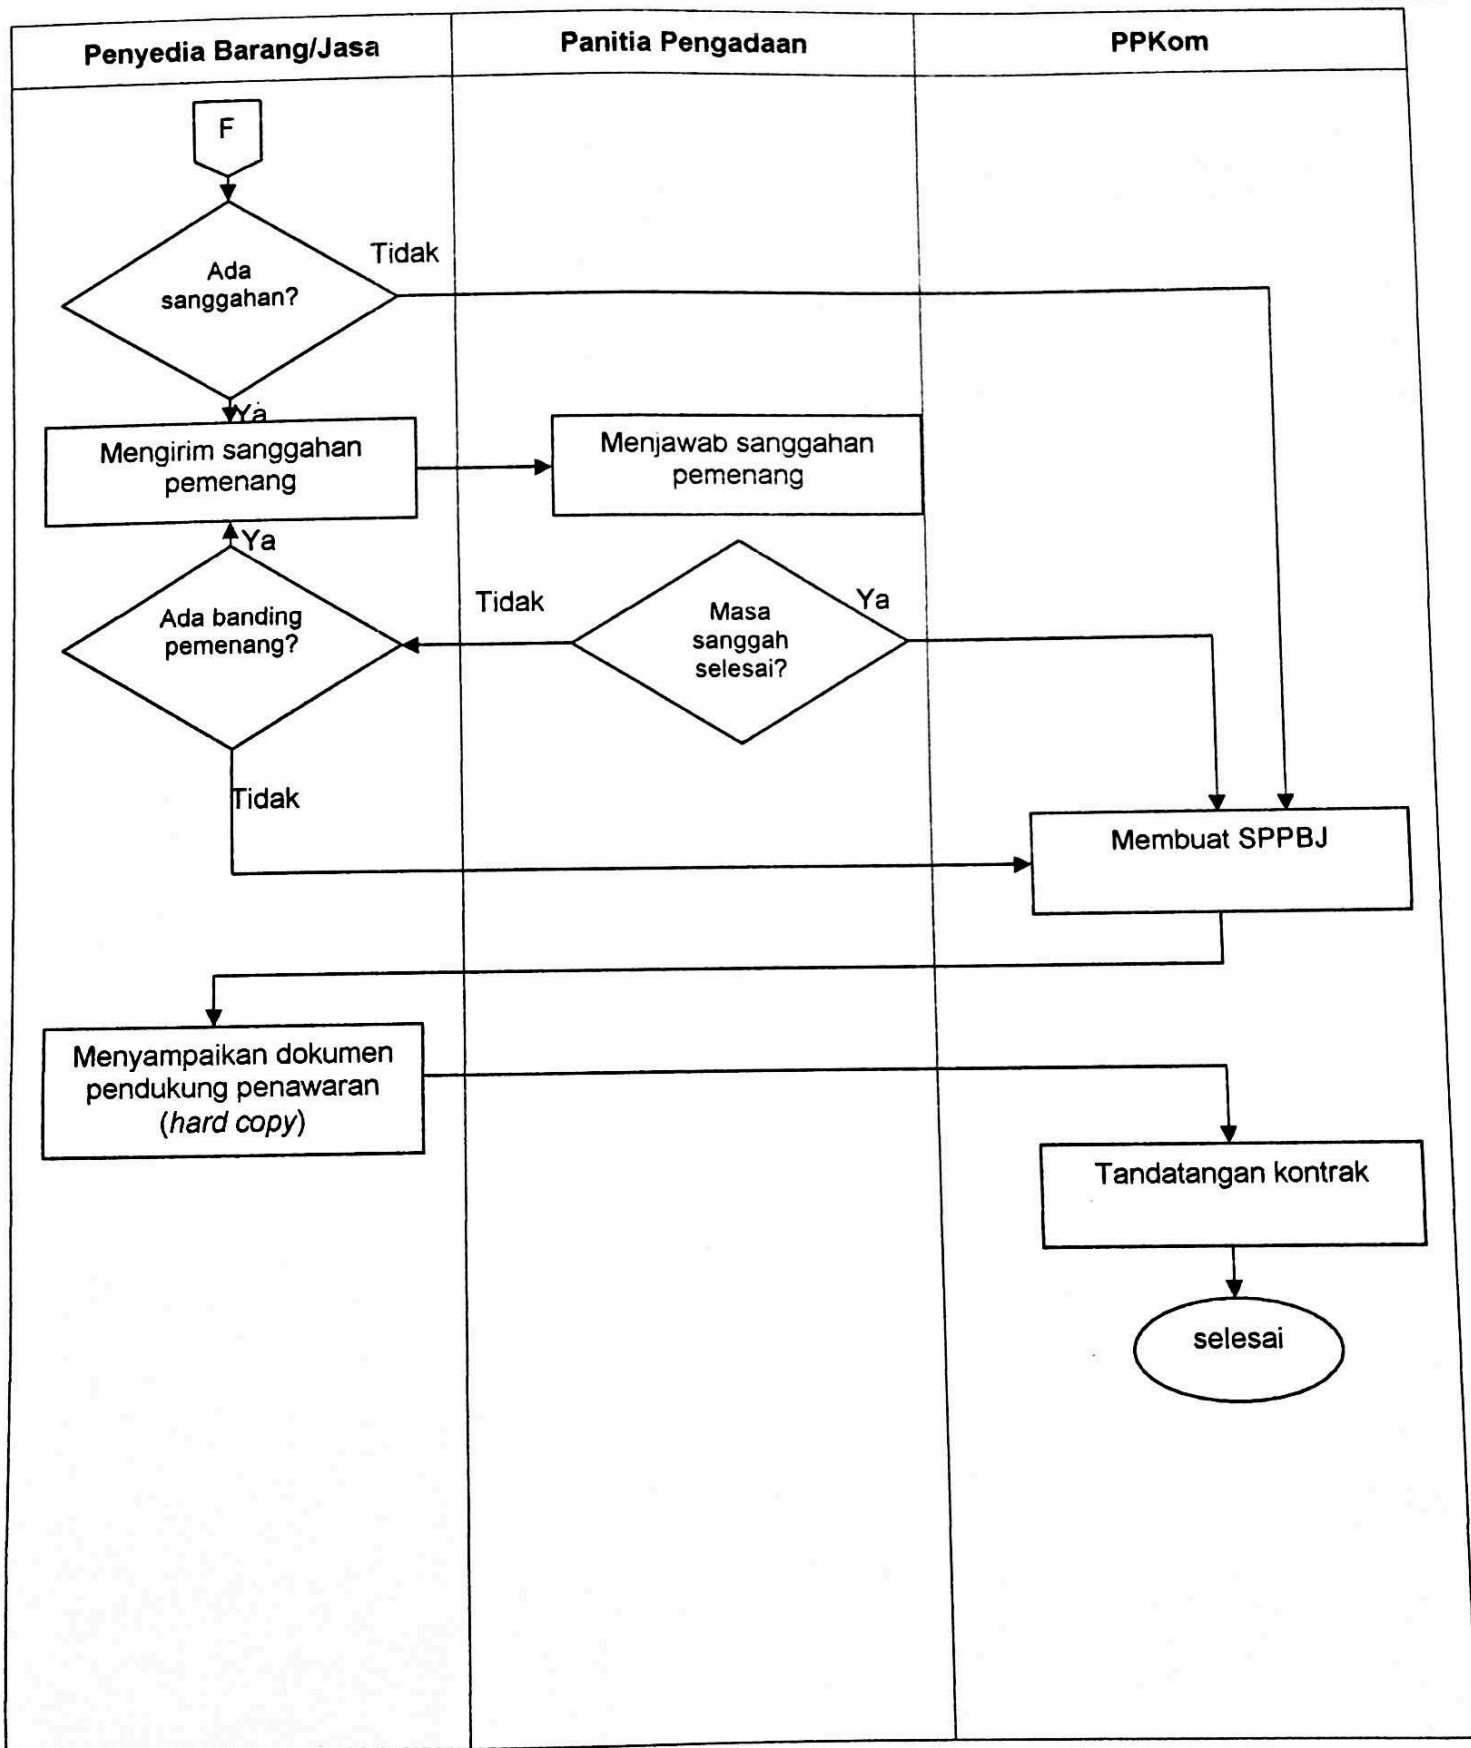 Penyedia Barang/Jasa
Panitia Pengadaan
PPKom
F
Ada
sanggahan?
Tidak
Ya
Mengirim sanggahan
pemenang
Menjawab sanggahan
pemenang
Ya
Ada banding
pemenang?
Tidak
Masa
sanggah
selesai?
Ya
Tidak
Membuat SPPBJ
Menyampaikan dokumen
pendukung penawaran
(hard copy)
Tandatangan kontrak
selesai